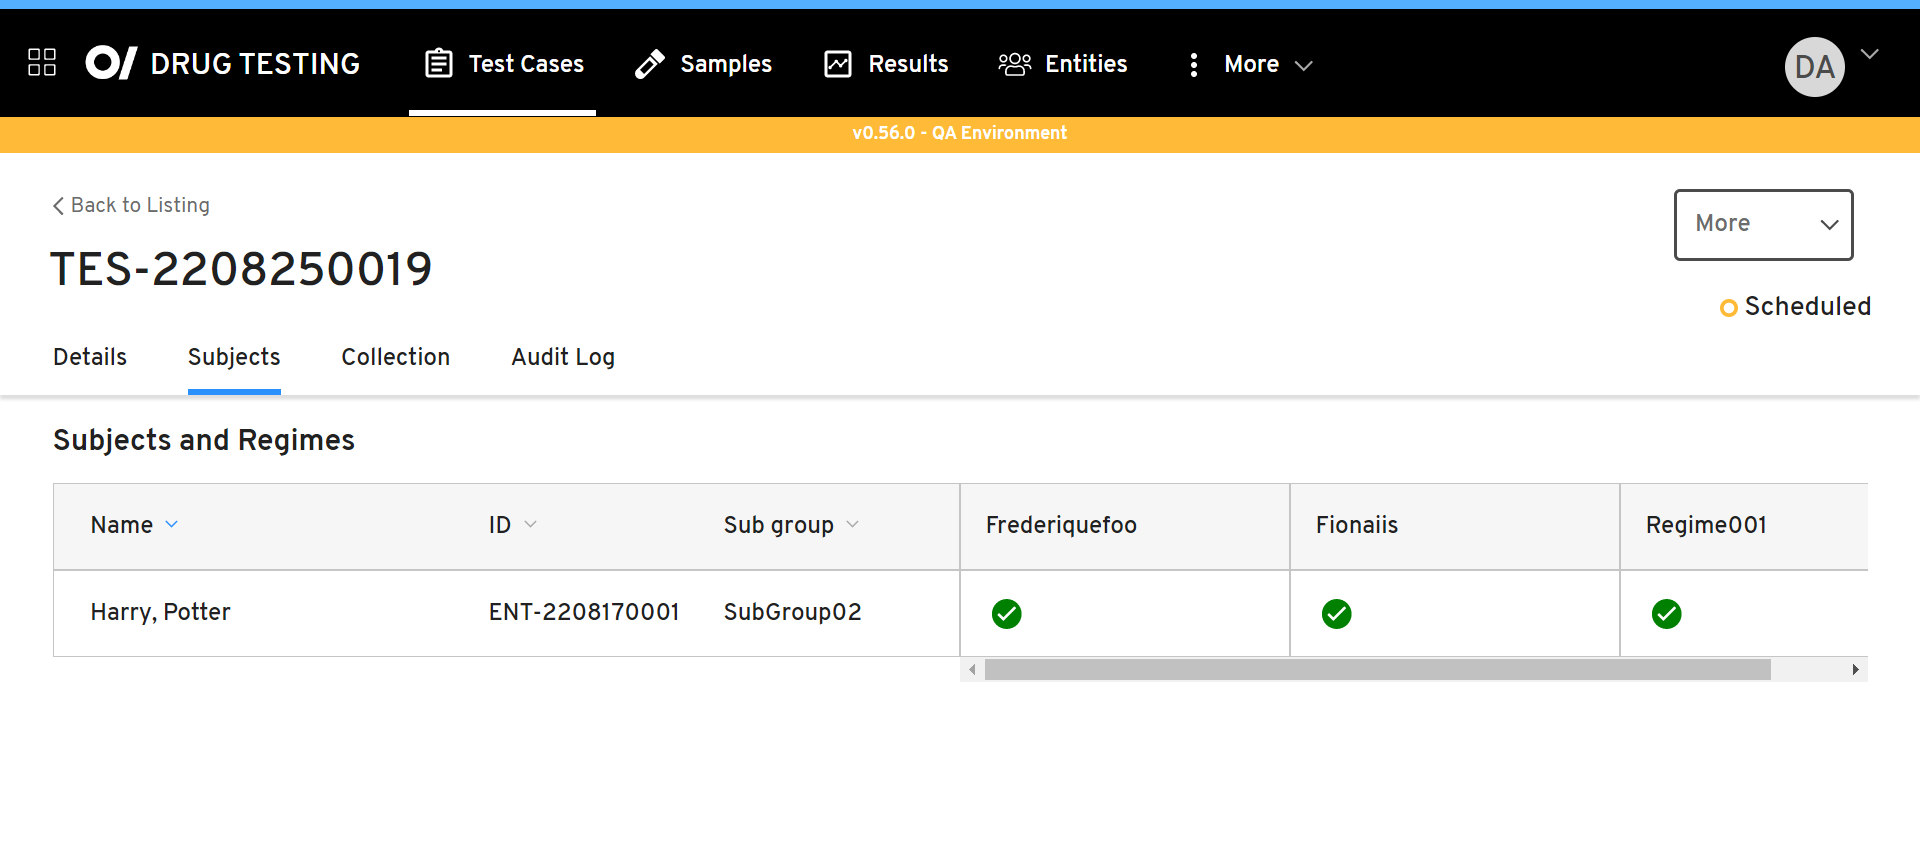 DRUG TESTING Test Cases Samples Results Entities More DA
v0.56.0 - QA Environment
Back to Listing
More
TES-2208250019
Scheduled
Details Subjects Collection Audit Log
Subjects and Regimes
Name ID Sub group Frederiquefoo Fionaiis Regime001
Harry, Potter ENT-2208170001 SubGroup02